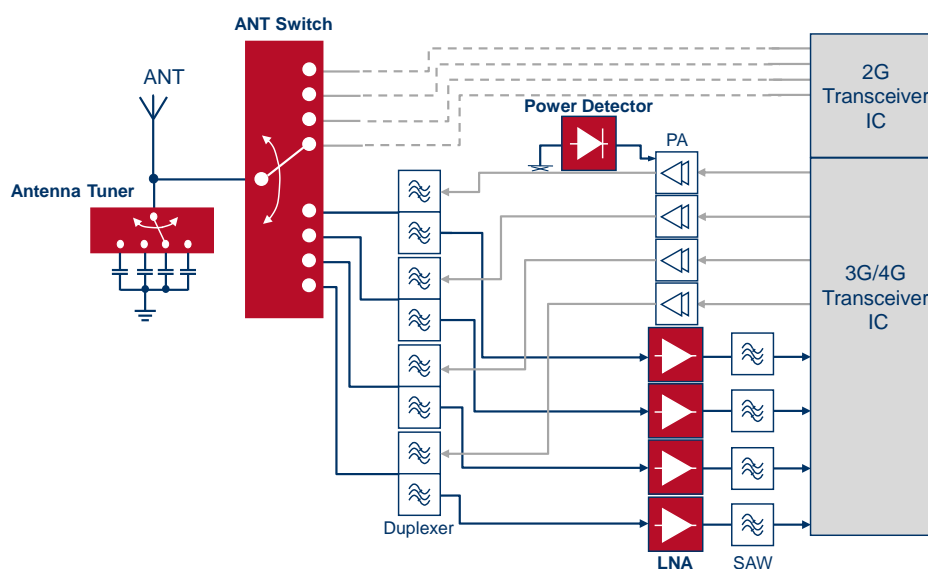 ANT Switch
ANT
2G
Transceiver
IC
Power Detector
PA
Antenna Tuner
3G/4G
Transceiver
IC
Duplexer
LNA
SAW